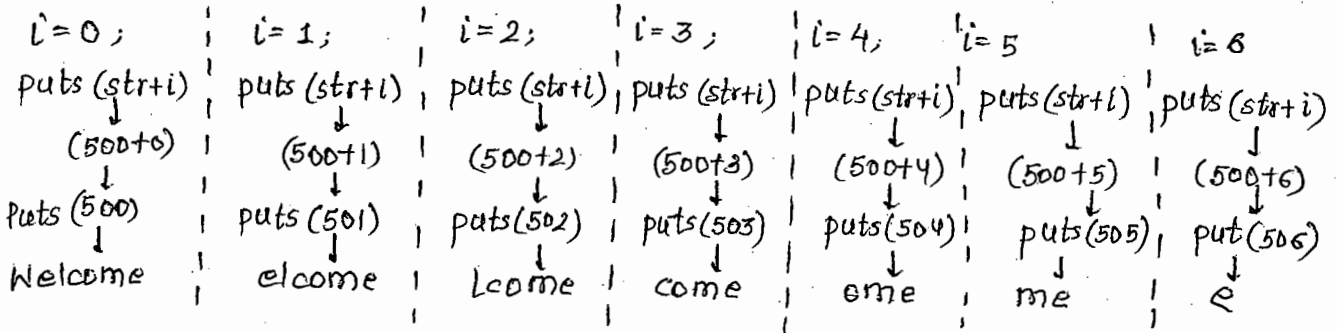 i=0;
puts (str+i)
(500+0)
Puts (500)
Welcome
i=1;
puts (str+i)
(500+1)
puts (501)
elcome
i=2;
puts (str+i)
(500+2)
puts(502)
Lcome
i=3;
puts (str+i)
(500+3)
puts(503)
come
i=4;
puts(str+i)
(500+4)
puts(504)
ome
i=5
puts(str+i)
(500+5)
puts(505)
me
i=6
puts(str+i)
(500+6)
put(506)
e